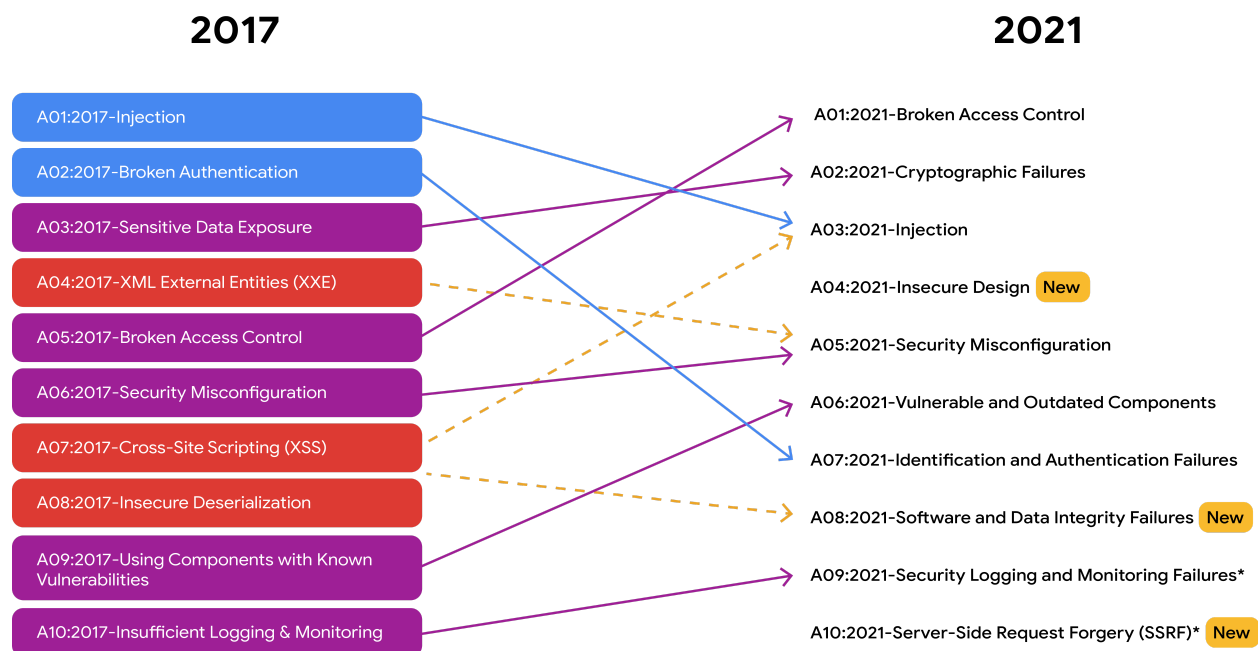 2017
2021
A01:2017-Injection
A02:2017-Broken Authentication
A03:2017-Sensitive Data Exposure
A04:2017-XML External Entities (XXE)
A05:2017-Broken Access Control
A06:2017-Security Misconfiguration
A07:2017-Cross-Site Scripting (XSS)
A08:2017-Insecure Deserialization
A09:2017-Using Components with Known
Vulnerabilities
A10:2017-Insufficient Logging & Monitoring
A01:2021-Broken Access Control
A02:2021-Cryptographic Failures
A03:2021-Injection
A04:2021-Insecure Design New
A05:2021-Security Misconfiguration
A06:2021-Vulnerable and Outdated Components
A07:2021-Identification and Authentication Failures
A08:2021-Software and Data Integrity Failures New
A09:2021-Security Logging and Monitoring Failures*
A10:2021-Server-Side Request Forgery (SSRF)* New